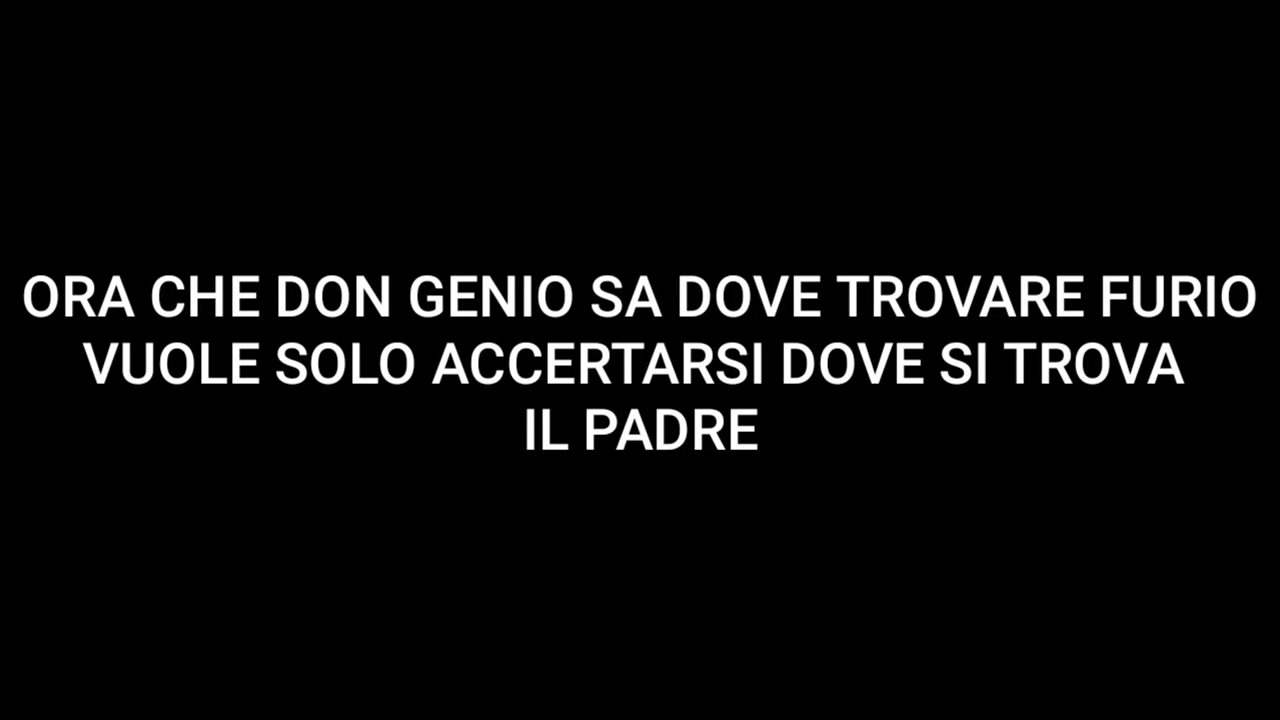 ORA CHE DON GENIO SA DOVE TROVARE FURIO
VUOLE SOLO ACCERTARSI DOVE SI TROVA
IL PADRE